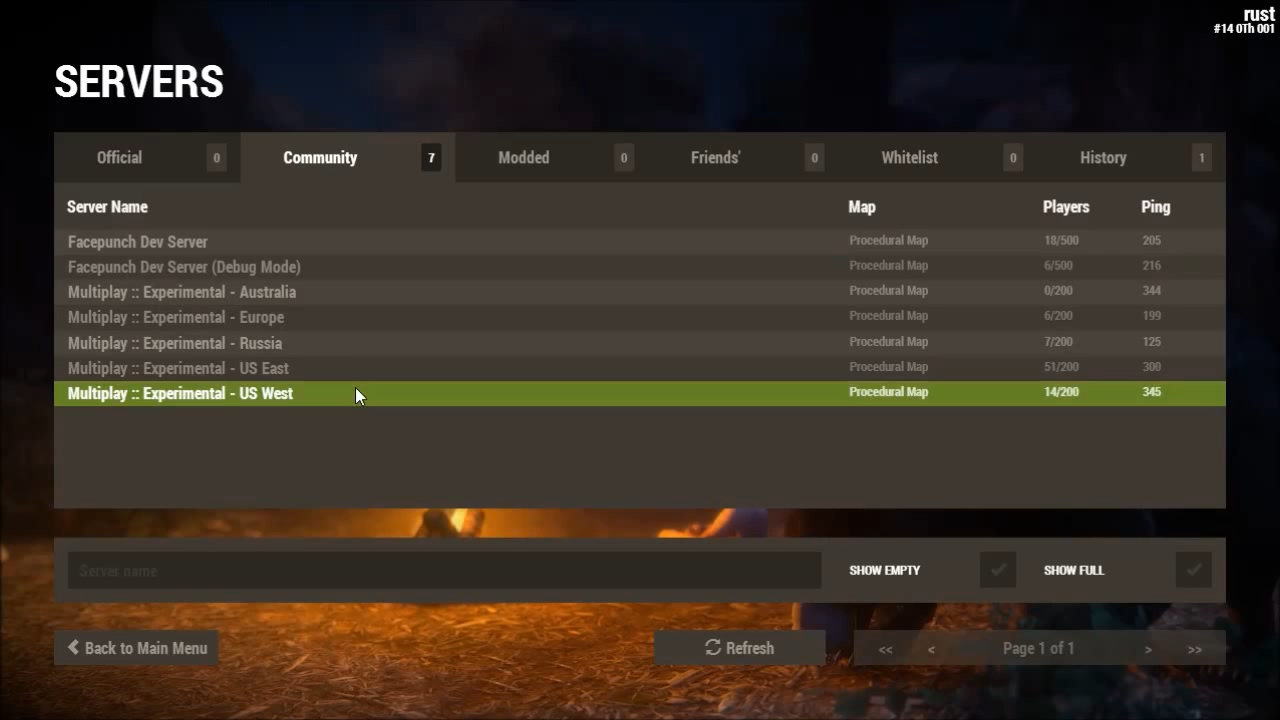 rust
#14 0Th 001
SERVERS
Official 0 Community 7 Modded 0 Friends' 0 Whitelist 0 History 1
Server Name Map Players Ping
Facepunch Dev Server Procedural Map 18/500 205
Facepunch Dev Server (Debug Mode) Procedural Map 6/500 216
Multiplay :: Experimental - Australia Procedural Map 0/200 344
Multiplay :: Experimental - Europe Procedural Map 6/200 199
Multiplay :: Experimental - Russia Procedural Map 7/200 125
Multiplay :: Experimental - US East Procedural Map 51/200 300
Multiplay :: Experimental - US West Procedural Map 14/200 345
Server name SHOW EMPTY SHOW FULL
Back to Main Menu Refresh << < Page 1 of 1 > >>